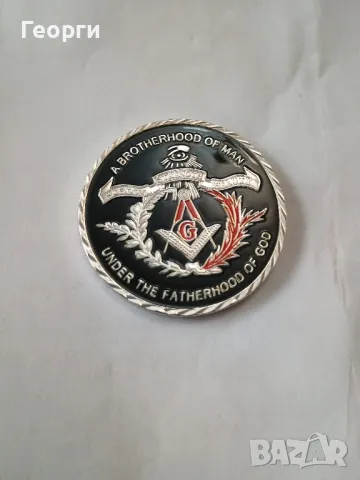 Георги
A BROTHERHOOD OF MAN
G
UNDER THE FATHERHOOD OF GOD
BAZAR